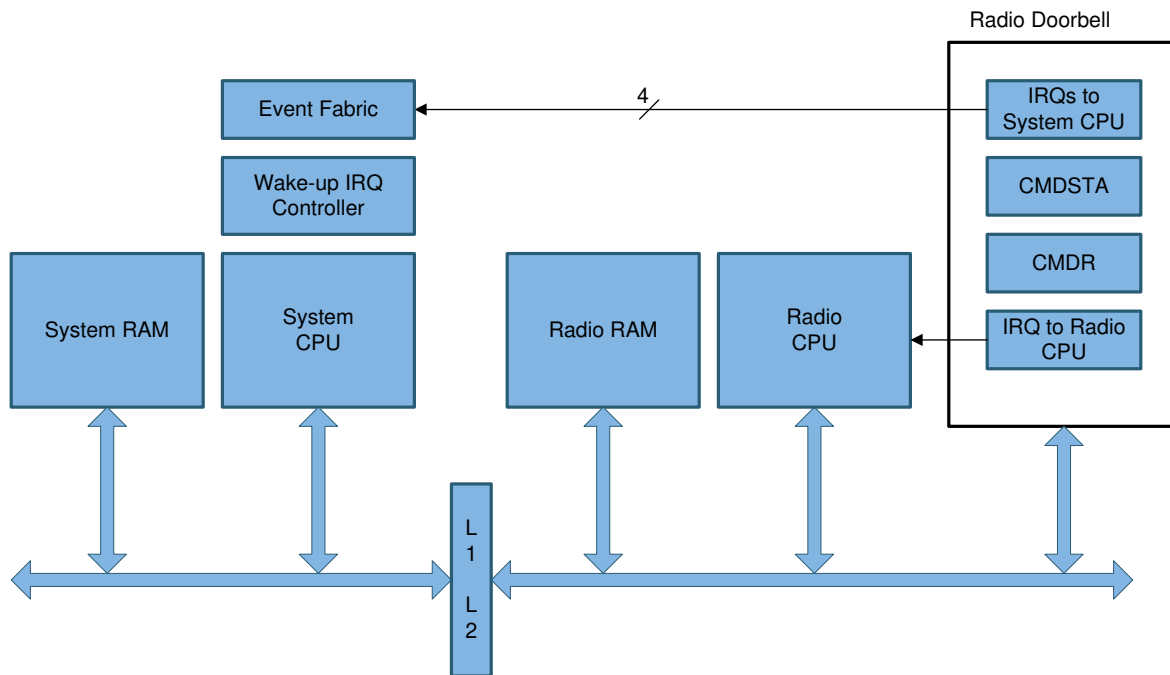 Radio Doorbell
4
Event Fabric
IRQs to
System CPU
Wake-up IRQ
Controller
CMDSTA
CMDR
System RAM
System
CPU
Radio RAM
Radio
CPU
IRQ to Radio
CPU
L
1
L
2